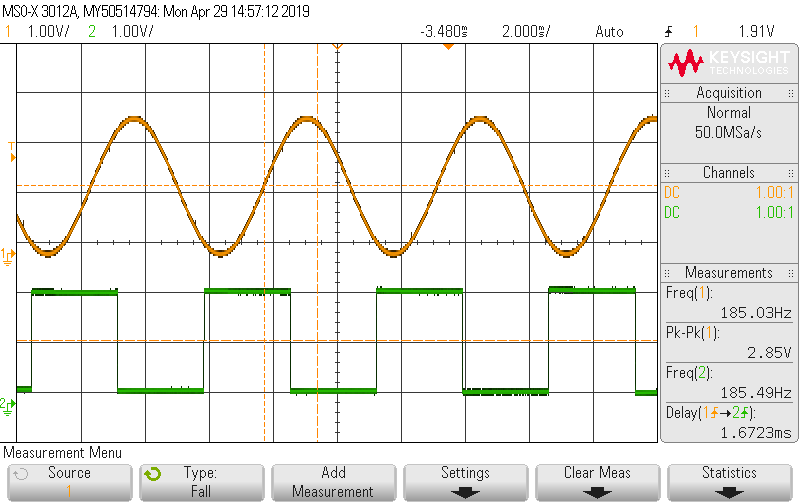 MSO-X 3012A, MY50514794: Mon Apr 29 14:57:12 2019
1 1.00V/ 2 1.00V/ -3.480ms 2.000s/ Auto 1 1.91V
KEYSIGHT
TECHNOLOGIES
Acquisition
Normal
50.0MSa/s
Channels
DC 1.00:1
DC 1.00:1
Measurements
Freq(1):
185.03Hz
Pk-Pk(1):
2.85V
Freq(2):
185.49Hz
Delay(1→2):
1.6723ms
T
1
2
Measurement Menu
Source
1
Type:
Fall
Add
Measurement
Settings
Clear Meas
Statistics